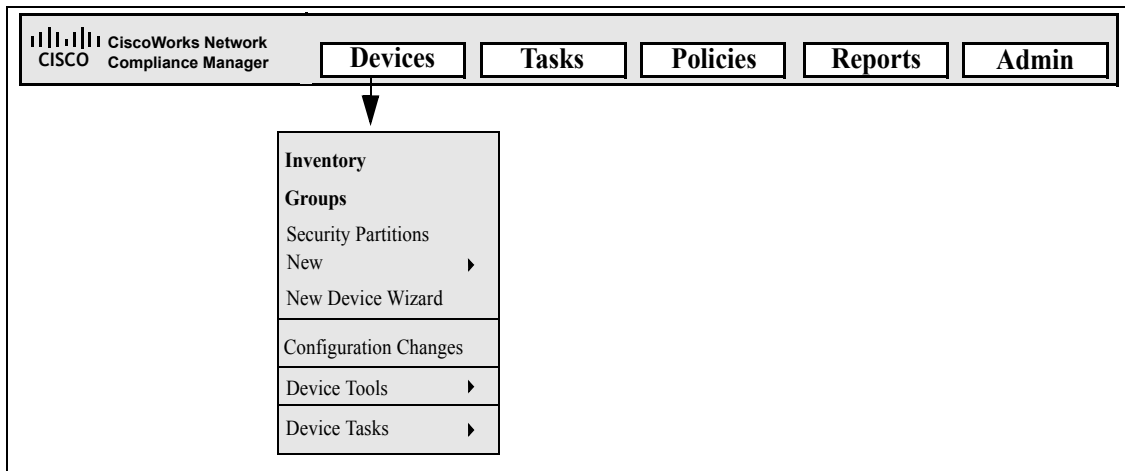 CiscoWorks Network
CISCO Compliance Manager
Devices Tasks Policies Reports Admin
Inventory
Groups
Security Partitions
New
New Device Wizard
Configuration Changes
Device Tools
Device Tasks